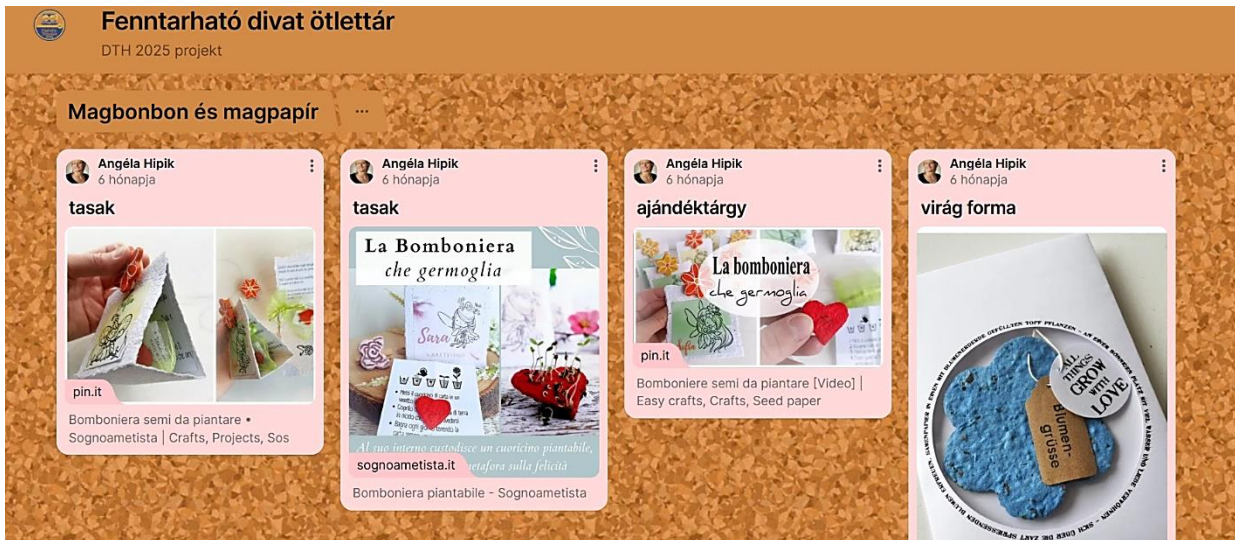 Fenntarható divat ötlettár
DTH 2025 projekt
Magbonbon és magpapír
Angéla Hipik
6 hónapja
tasak
pin.it
Bomboniera semi da piantare •
Sognoametista | Crafts, Projects, Sos
Angéla Hipik
6 hónapja
tasak
La Bomboniera
che germoglia
Sara
Al suo interno custodisce un cuoricino piantabile,
metafora sulla felicità
sognoametista.it
Bomboniera piantabile - Sognoametista
Angéla Hipik
6 hónapja
ajándéktárgy
La bomboniera
che germoglia
pin.it
Bomboniere semi da piantare [Video] |
Easy crafts, Crafts, Seed paper
Angéla Hipik
6 hónapja
virág forma
ALL
THINGS
GROW
WITH
LOVE
Blumen-
grüsse